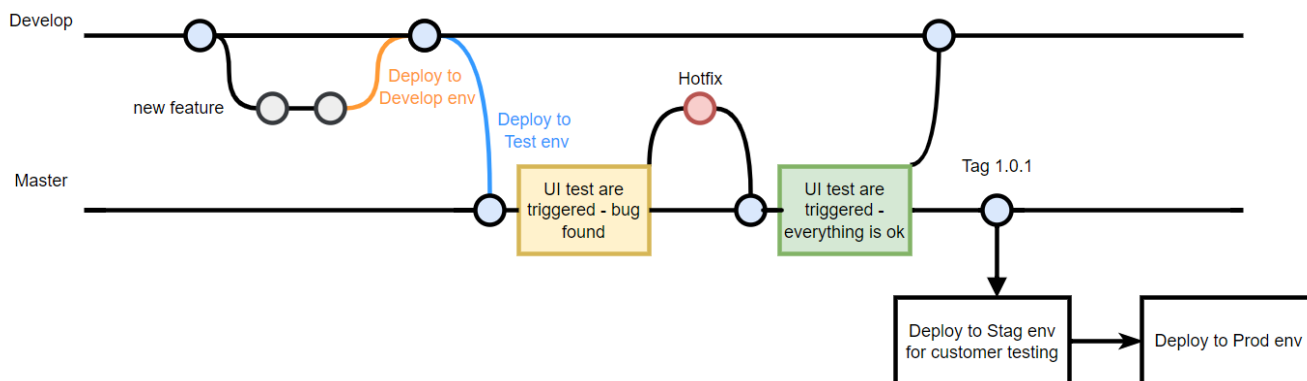 Develop
new feature
Deploy to
Develop env
Deploy to
Test env
Hotfix
Master
UI test are
triggered - bug
found
UI test are
triggered -
everything is ok
Tag 1.0.1
Deploy to Stag env
for customer testing
Deploy to Prod env